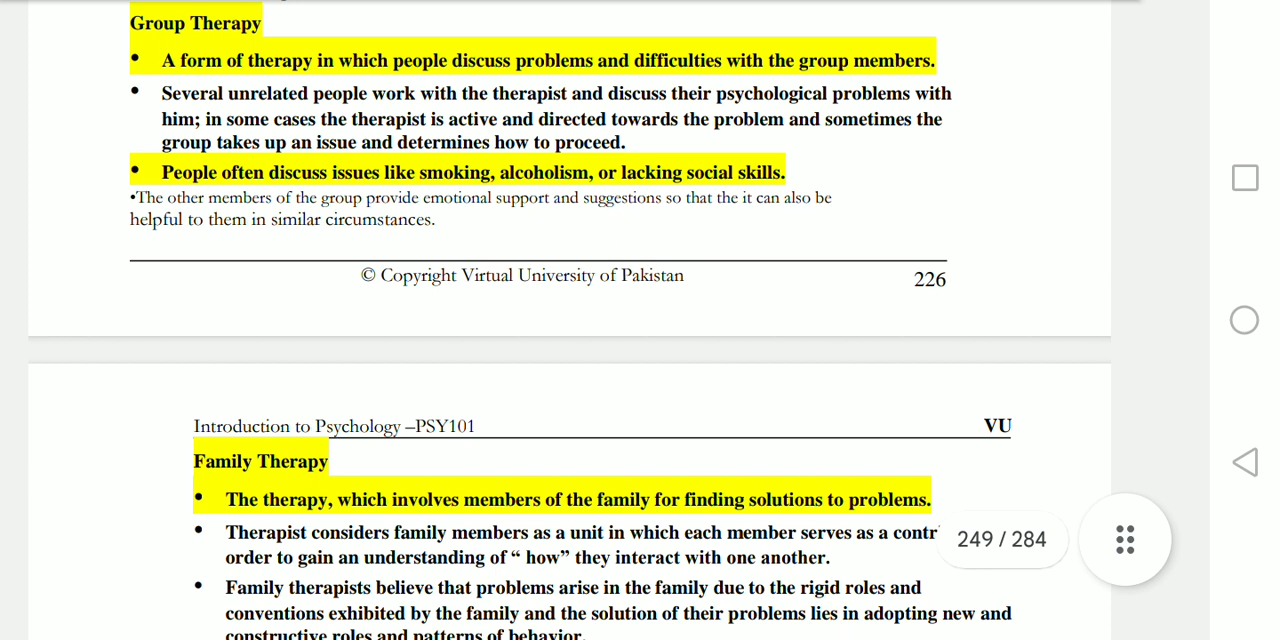 Group Therapy
• A form of therapy in which people discuss problems and difficulties with the group members.
• Several unrelated people work with the therapist and discuss their psychological problems with
him; in some cases the therapist is active and directed towards the problem and sometimes the
group takes up an issue and determines how to proceed.
• People often discuss issues like smoking, alcoholism, or lacking social skills.
•The other members of the group provide emotional support and suggestions so that the it can also be
helpful to them in similar circumstances.
© Copyright Virtual University of Pakistan 226
Introduction to Psychology –PSY101 VU
Family Therapy
• The therapy, which involves members of the family for finding solutions to problems.
• Therapist considers family members as a unit in which each member serves as a contr
249 / 284
order to gain an understanding of “ how” they interact with one another.
• Family therapists believe that problems arise in the family due to the rigid roles and
conventions exhibited by the family and the solution of their problems lies in adopting new and
constructive roles and patterns of behavior.